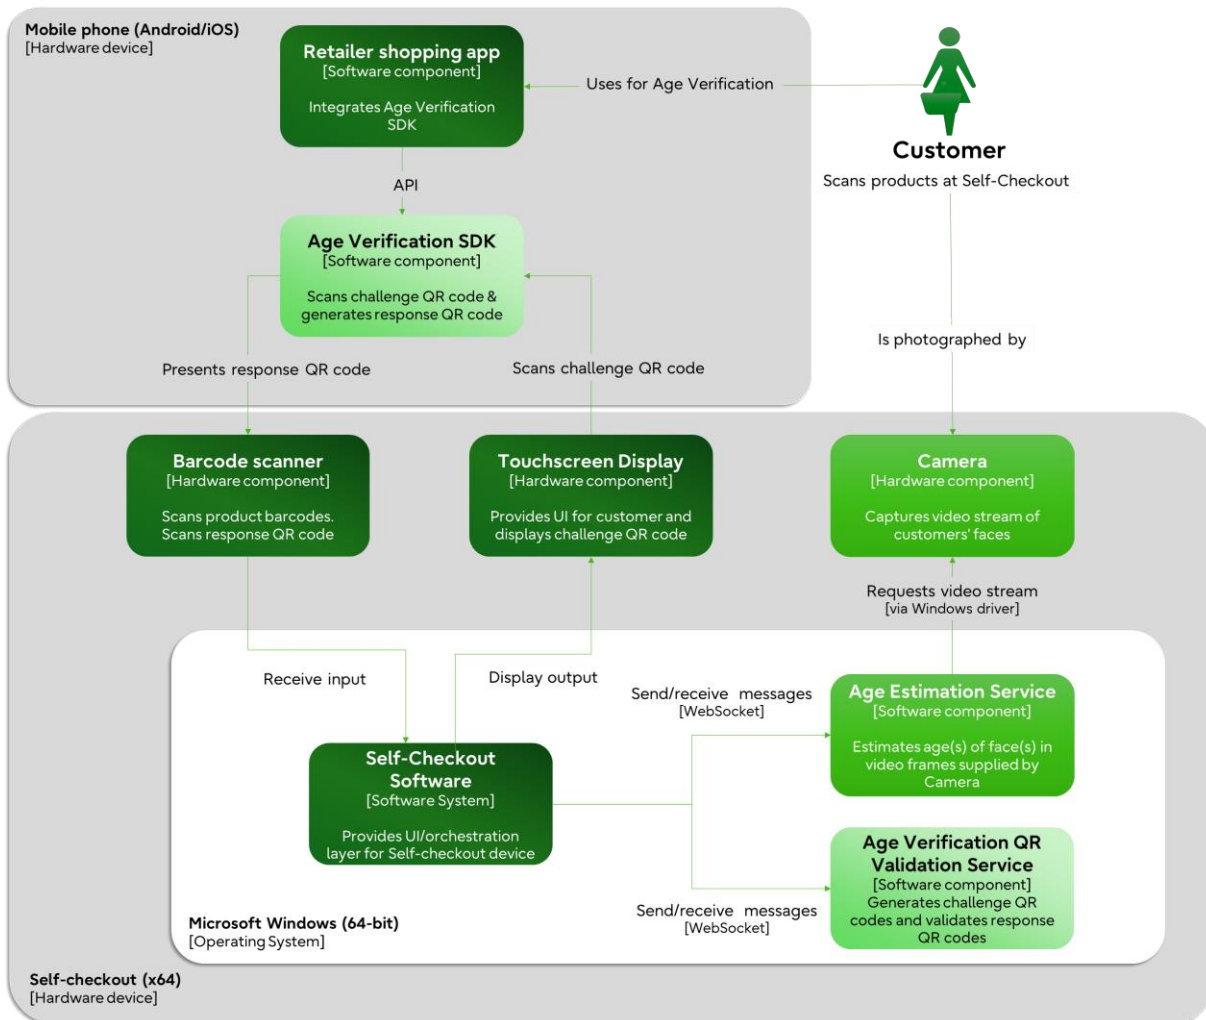 Mobile phone (Android/iOS)
[Hardware device]
Retailer shopping app
[Software component]
Integrates Age Verification
SDK
Uses for Age Verification
Customer
Scans products at Self-Checkout
API
Age Verification SDK
[Software component]
Scans challenge QR code &
generates response QR code
Presents response QR code
Scans challenge QR code
Is photographed by
Barcode scanner
[Hardware component]
Scans product barcodes.
Scans response QR code
Touchscreen Display
[Hardware component]
Provides UI for customer and
displays challenge QR code
Camera
[Hardware component]
Captures video stream of
customers’ faces
Requests video stream
[via Windows driver]
Receive input
Display output
Send/receive messages
[WebSocket]
Age Estimation Service
[Software component]
Estimates age(s) of face(s) in
video frames supplied by
Camera
Self-Checkout
Software
[Software System]
Provides UI/orchestration
layer for Self-checkout device
Age Verification QR
Validation Service
[Software component]
Generates challenge QR
codes and validates response
QR codes
Send/receive messages
[WebSocket]
Microsoft Windows (64-bit)
[Operating System]
Self-checkout (x64)
[Hardware device]